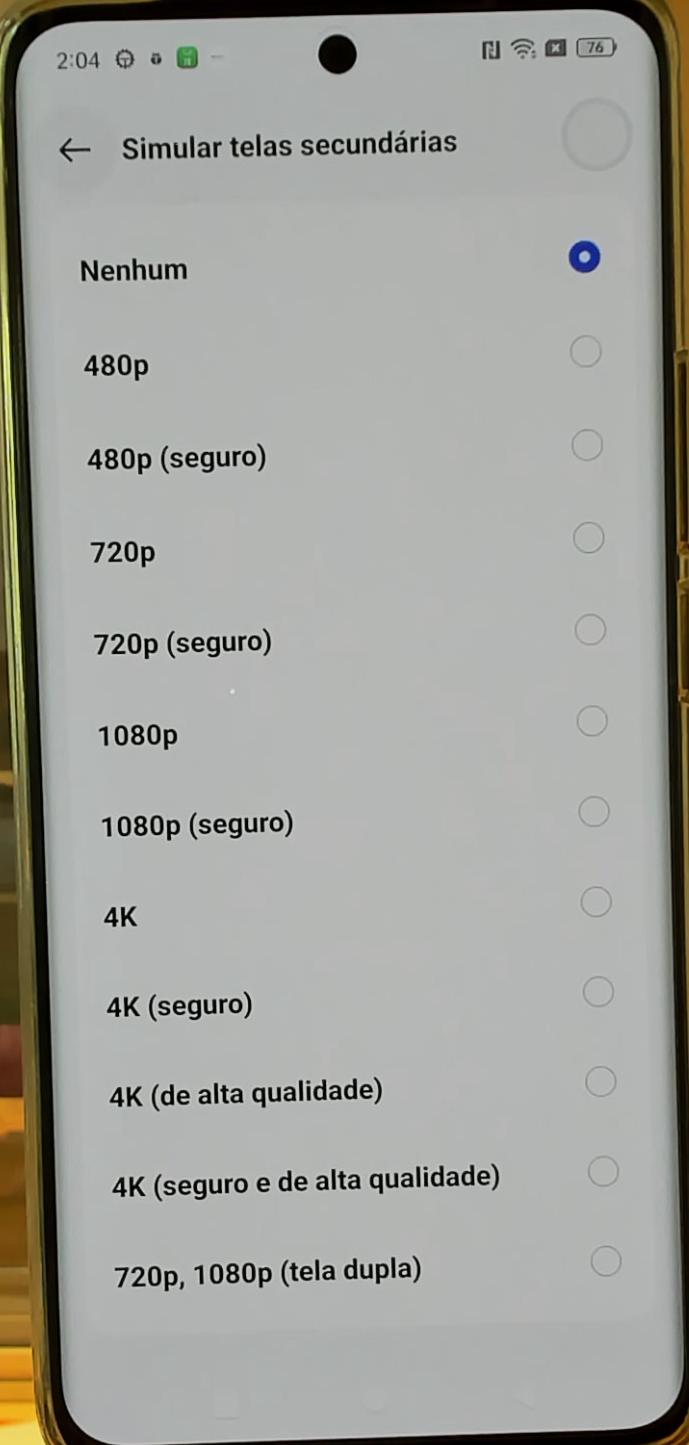 2:04
76
Simular telas secundárias
Nenhum
480p
480p (seguro)
720p
720p (seguro)
1080p
1080p (seguro)
4K
4K (seguro)
4K (de alta qualidade)
4K (seguro e de alta qualidade)
720p, 1080p (tela dupla)